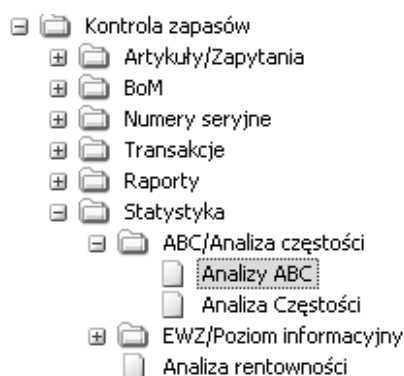 Kontrola zapasów
Artykuły/Zapytania
BoM
Numery seryjne
Transakcje
Raporty
Statystyka
ABC/Analiza częstości
Analizy ABC
Analiza Częstości
EWZ/Poziom informacyjny
Analiza rentowności